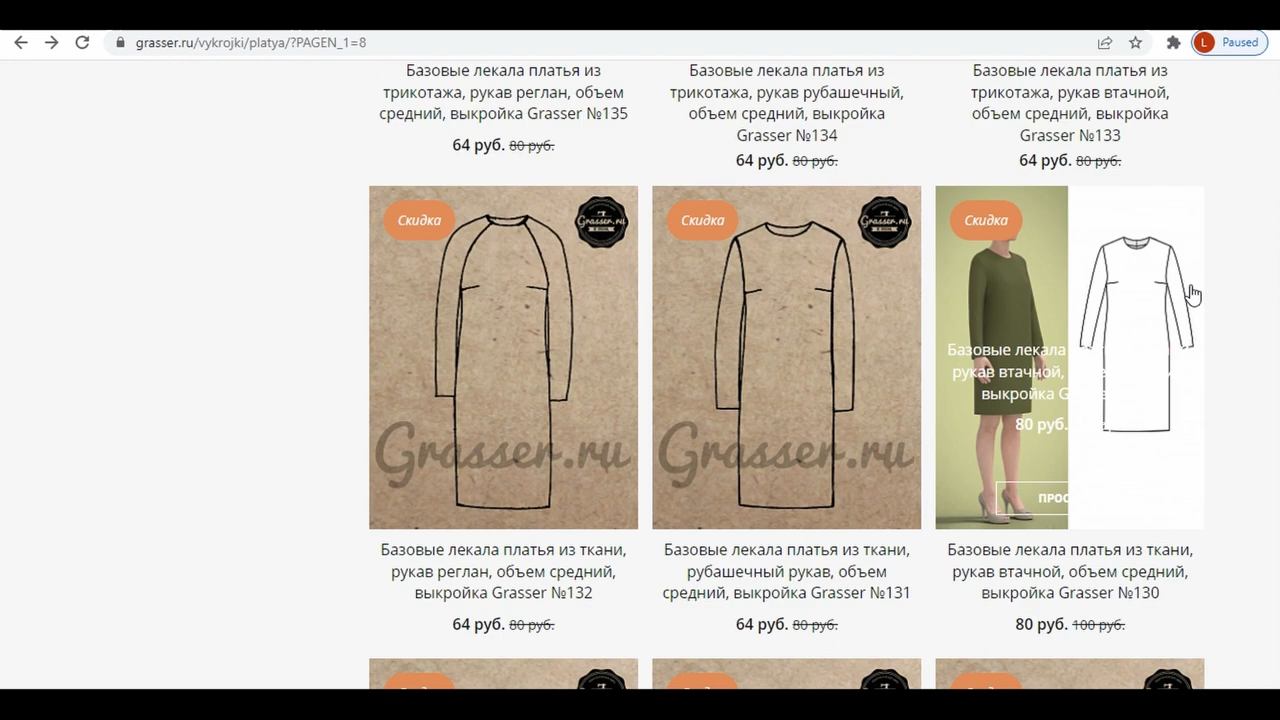 grasser.ru/vykrojki/platya/?PAGEN_1=8
L
Paused
Базовые лекала платья из
трикотажа, рукав реглан, объем
средний, выкройка Grasser №135
64 руб. 80 руб.
Базовые лекала платья из
трикотажа, рукав рубашечный,
объем средний, выкройка
Grasser №134
64 руб. 80 руб.
Базовые лекала платья из
трикотажа, рукав втачной,
объем средний, выкройка
Grasser №133
64 руб. 80 руб.
Скидка
Grasser.ru
Grasser.ru
Базовые лекала платья из ткани,
рукав реглан, объем средний,
выкройка Grasser №132
64 руб. 80 руб.
Скидка
Grasser.ru
Grasser.ru
Базовые лекала платья из ткани,
рубашечный рукав, объем
средний, выкройка Grasser №131
64 руб. 80 руб.
Скидка
Базовые лекала
рукав втачной,
выкройка G
80 руб.
ПРОС
Базовые лекала платья из ткани,
рукав втачной, объем средний,
выкройка Grasser №130
80 руб. 100 руб.